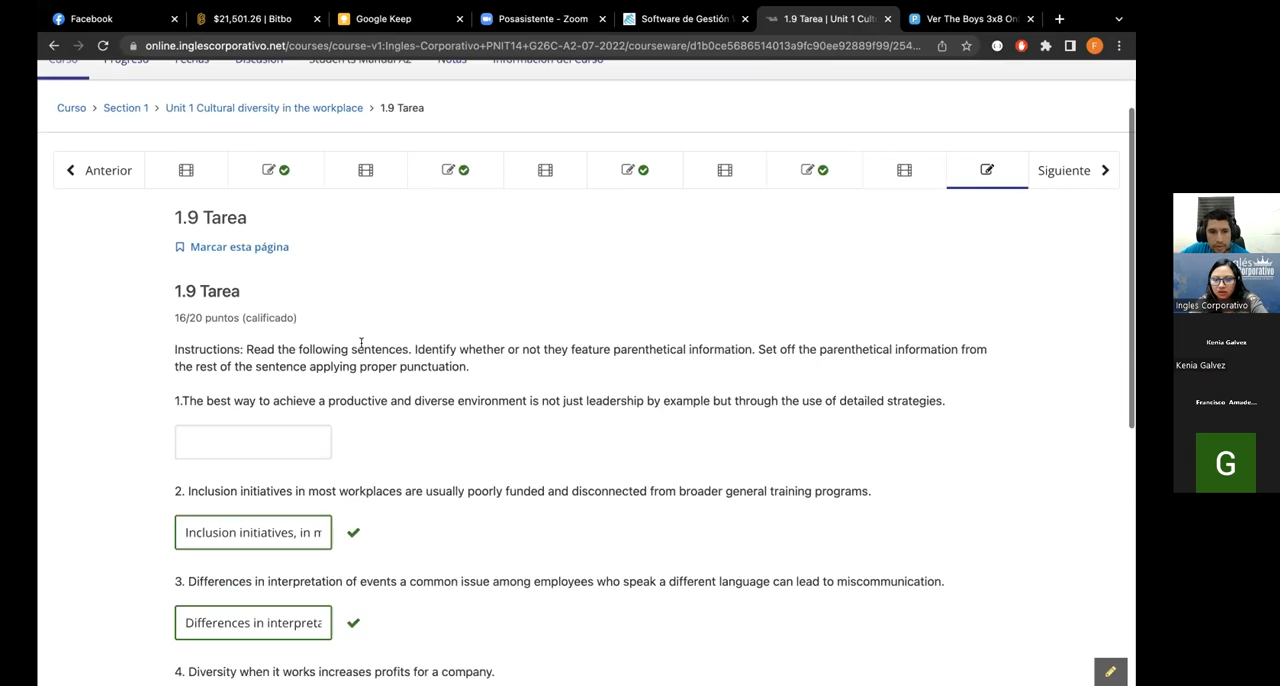 Facebook
$21,501.26 | Bitbo
Google Keep
Posasistente - Zoom
Software de Gestión
1.9 Tarea | Unit 1 Cult
Ver The Boys 3x8 On
online.inglescorporativo.net/courses/course-v1:Ingles-Corporativo+PNIT14+G26C-A2-07-2022/courseware/d1b0ce5686514013a9fc90ee92889f99/254...
F
Curso Progreso Fechas Discusión Student's Manual A2 Notas Información del Curso
Curso > Section 1 > Unit 1 Cultural diversity in the workplace > 1.9 Tarea
Anterior
Siguiente
1.9 Tarea
Marcar esta página
1.9 Tarea
16/20 puntos (calificado)
Instructions: Read the following sentences. Identify whether or not they feature parenthetical information. Set off the parenthetical information from
the rest of the sentence applying proper punctuation.
1.The best way to achieve a productive and diverse environment is not just leadership by example but through the use of detailed strategies.
2. Inclusion initiatives in most workplaces are usually poorly funded and disconnected from broader general training programs.
Inclusion initiatives, in m
3. Differences in interpretation of events a common issue among employees who speak a different language can lead to miscommunication.
Differences in interpreta
4. Diversity when it works increases profits for a company.
Ingles Corporativo
Kenia Galvez
Kenia Galvez
Francisco Amade...
G